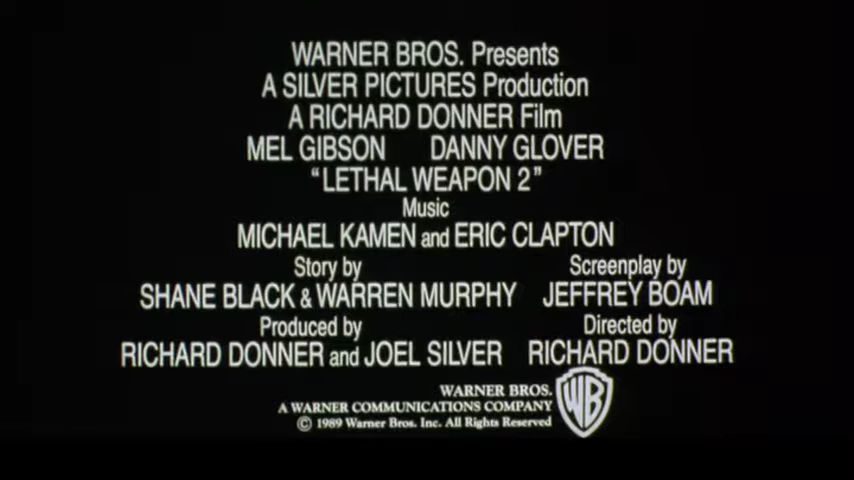 WARNER BROS. Presents
A SILVER PICTURES Production
A RICHARD DONNER Film
MEL GIBSON DANNY GLOVER
"LETHAL WEAPON 2"
Music
MICHAEL KAMEN and ERIC CLAPTON
Story by Screenplay by
SHANE BLACK & WARREN MURPHY JEFFREY BOAM
Produced by Directed by
RICHARD DONNER and JOEL SILVER RICHARD DONNER
WARNER BROS.
A WARNER COMMUNICATIONS COMPANY
© 1989 Warner Bros. Inc. All Rights Reserved
WB